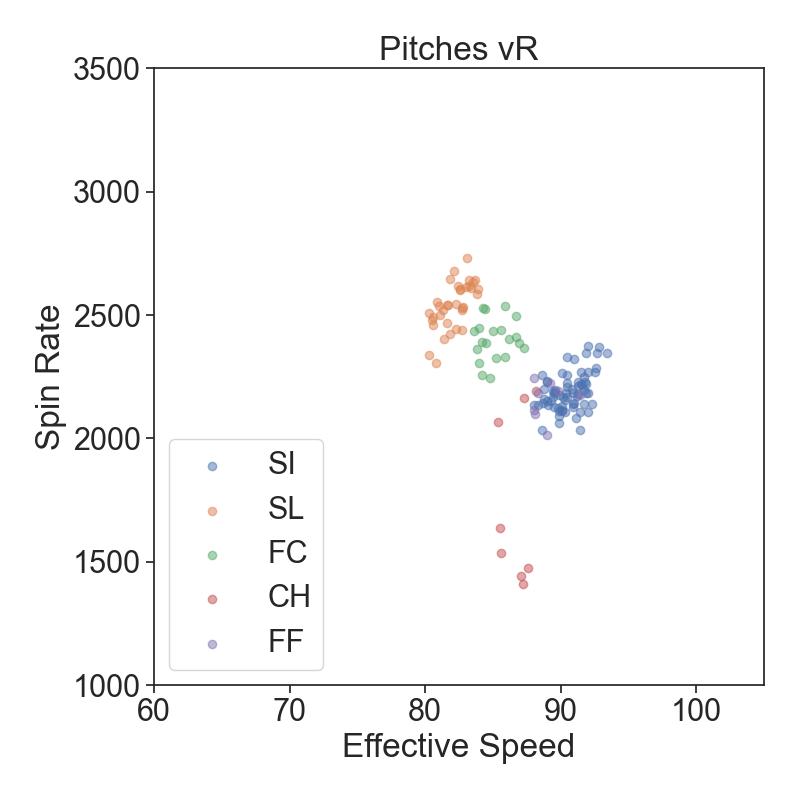 Pitches vR
3500
3000
2500
2000
1500
1000
Spin Rate
SI
SL
FC
CH
FF
60 70 80 90 100
Effective Speed